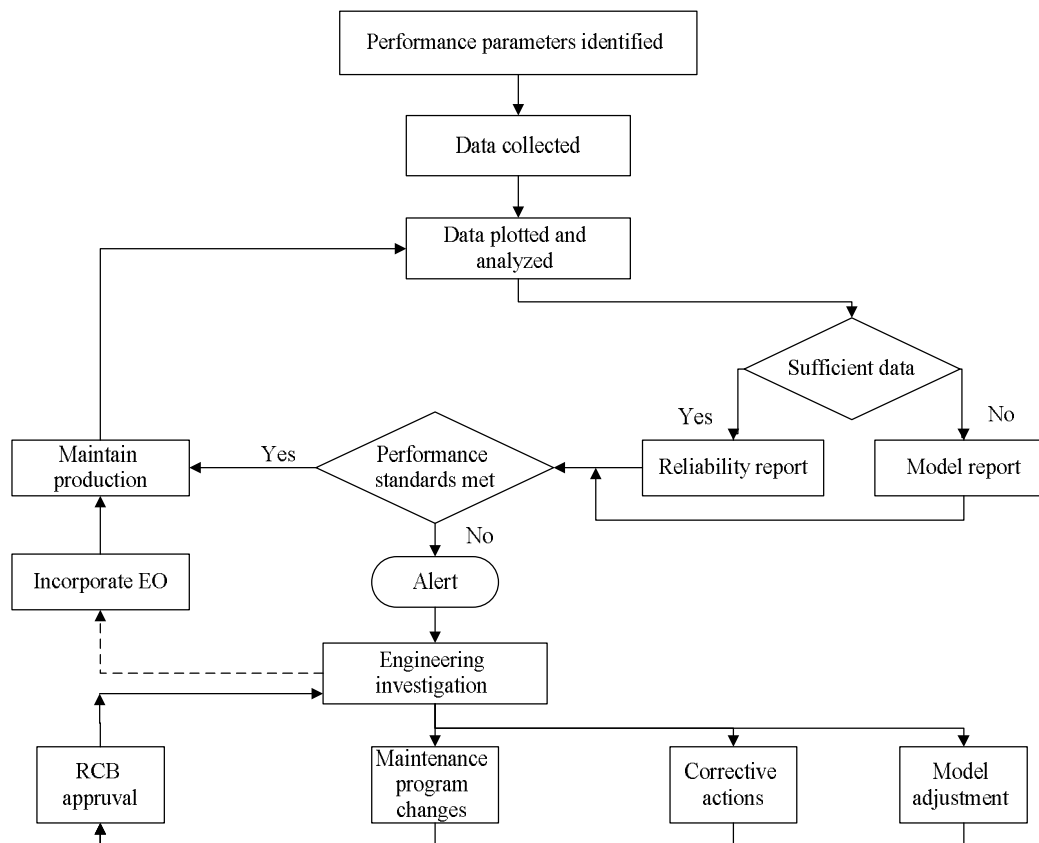 Performance parameters identified
Data collected
Data plotted and
analyzed
Sufficient data
Yes
No
Reliability report
Model report
Performance
standards met
Yes
Maintain
production
No
Alert
Incorporate EO
Engineering
investigation
RCB
appruval
Maintenance
program
changes
Corrective
actions
Model
adjustment